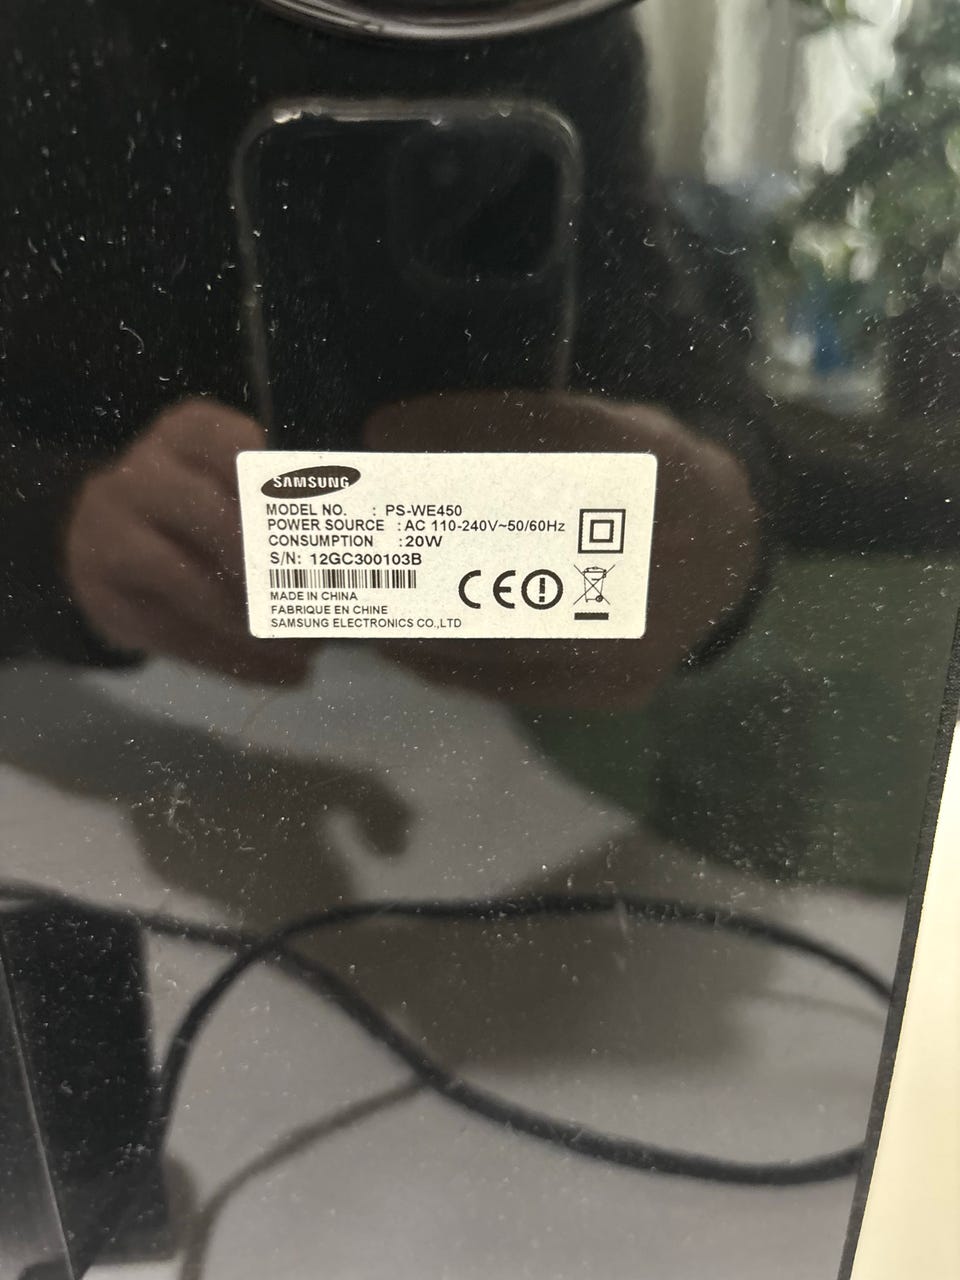 SAMSUNG
MODEL NO. : PS-WE450
POWER SOURCE : AC 110-240V~50/60Hz
CONSUMPTION : 20W
S/N: 12GC300103B
MADE IN CHINA
FABRIQUE EN CHINE
SAMSUNG ELECTRONICS CO.,LTD
CE